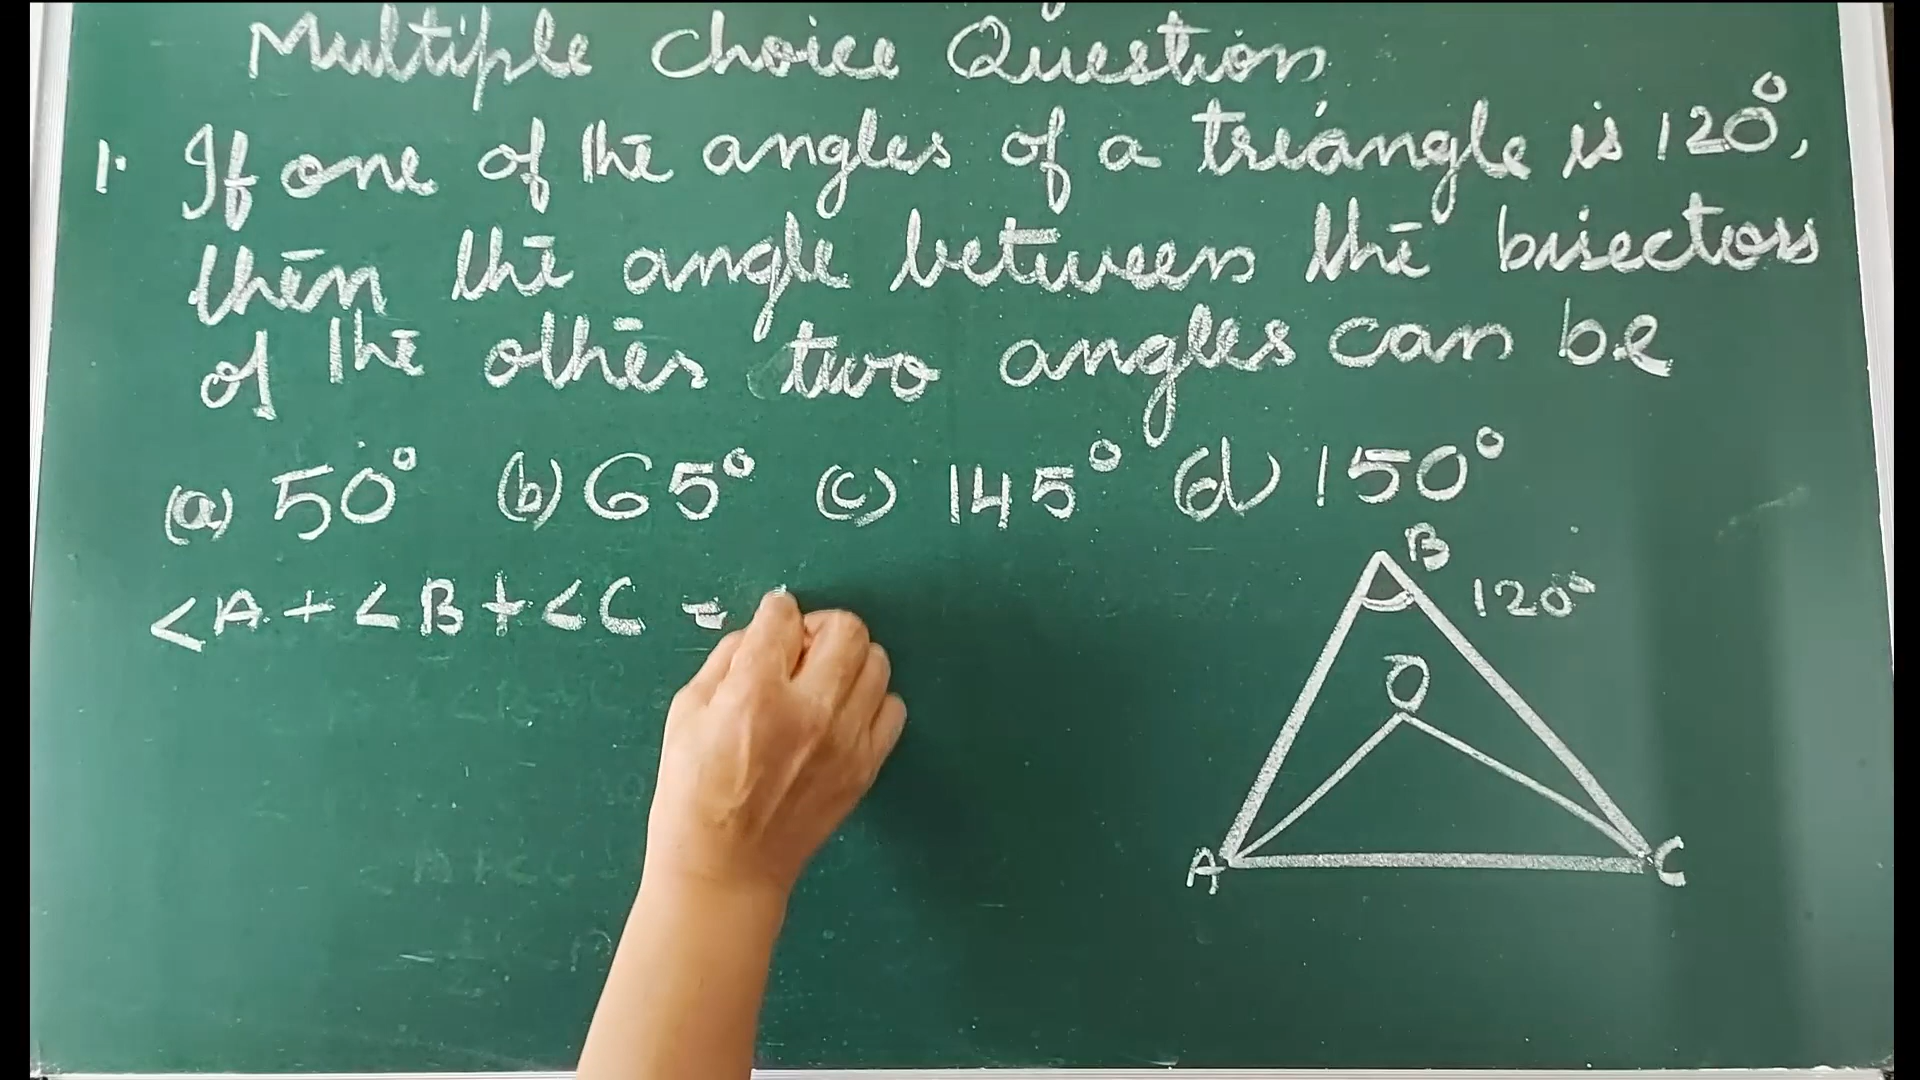 Multiple Choice Question
1. If one of the angles of a triangle is 120°,
then the angle between the bisectors
of the other two angles can be
(a) 50° (b) 65° (c) 145° (d) 150°
<A + <B + <C =
B
120°
O
A
C